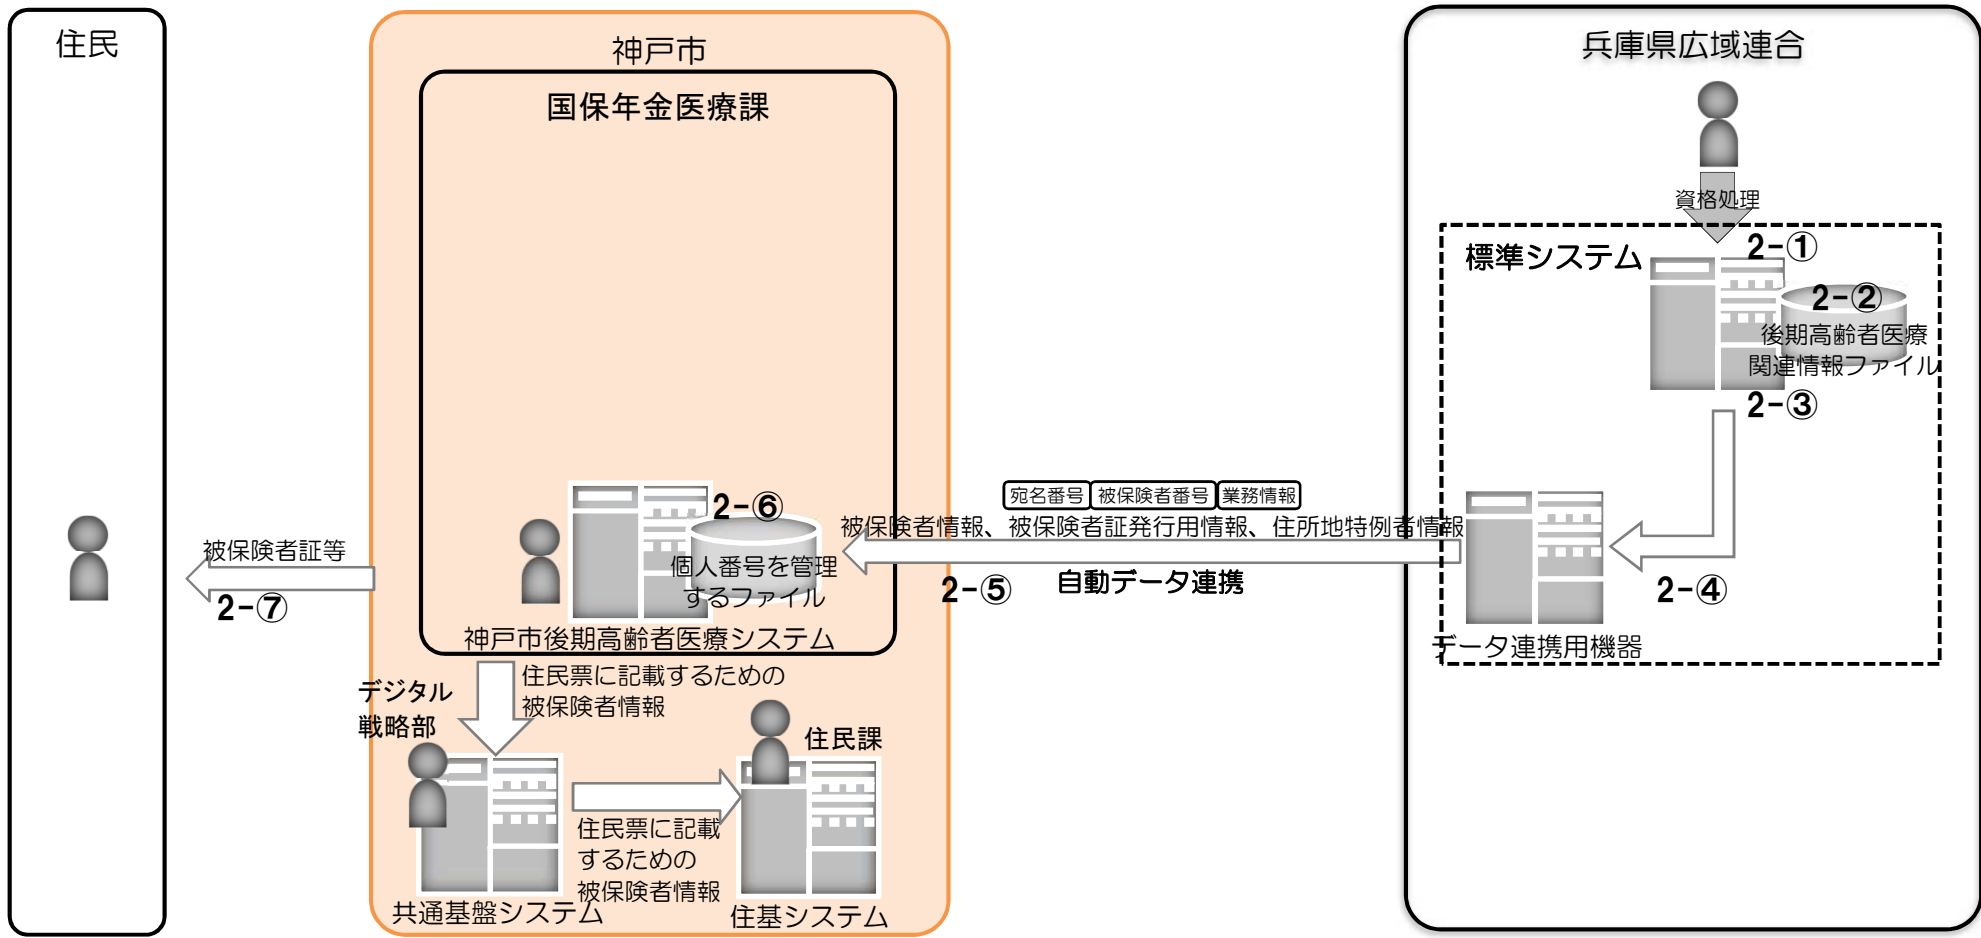 住民
神戸市
国保年金医療課
兵庫県広域連合
資格処理
標準システム
2-①
2-②
後期高齢者医療
関連情報ファイル
2-③
2-④
データ連携用機器
宛名番号
被保険者番号
業務情報
被保険者情報、被保険者証発行用情報、住所地特例者情報
2-⑤
自動データ連携
2-⑥
個人番号を管理
するファイル
神戸市後期高齢者医療システム
被保険者証等
2-⑦
住民票に記載するための
被保険者情報
デジタル
戦略部
住民課
住民票に記載
するための
被保険者情報
共通基盤システム
住基システム